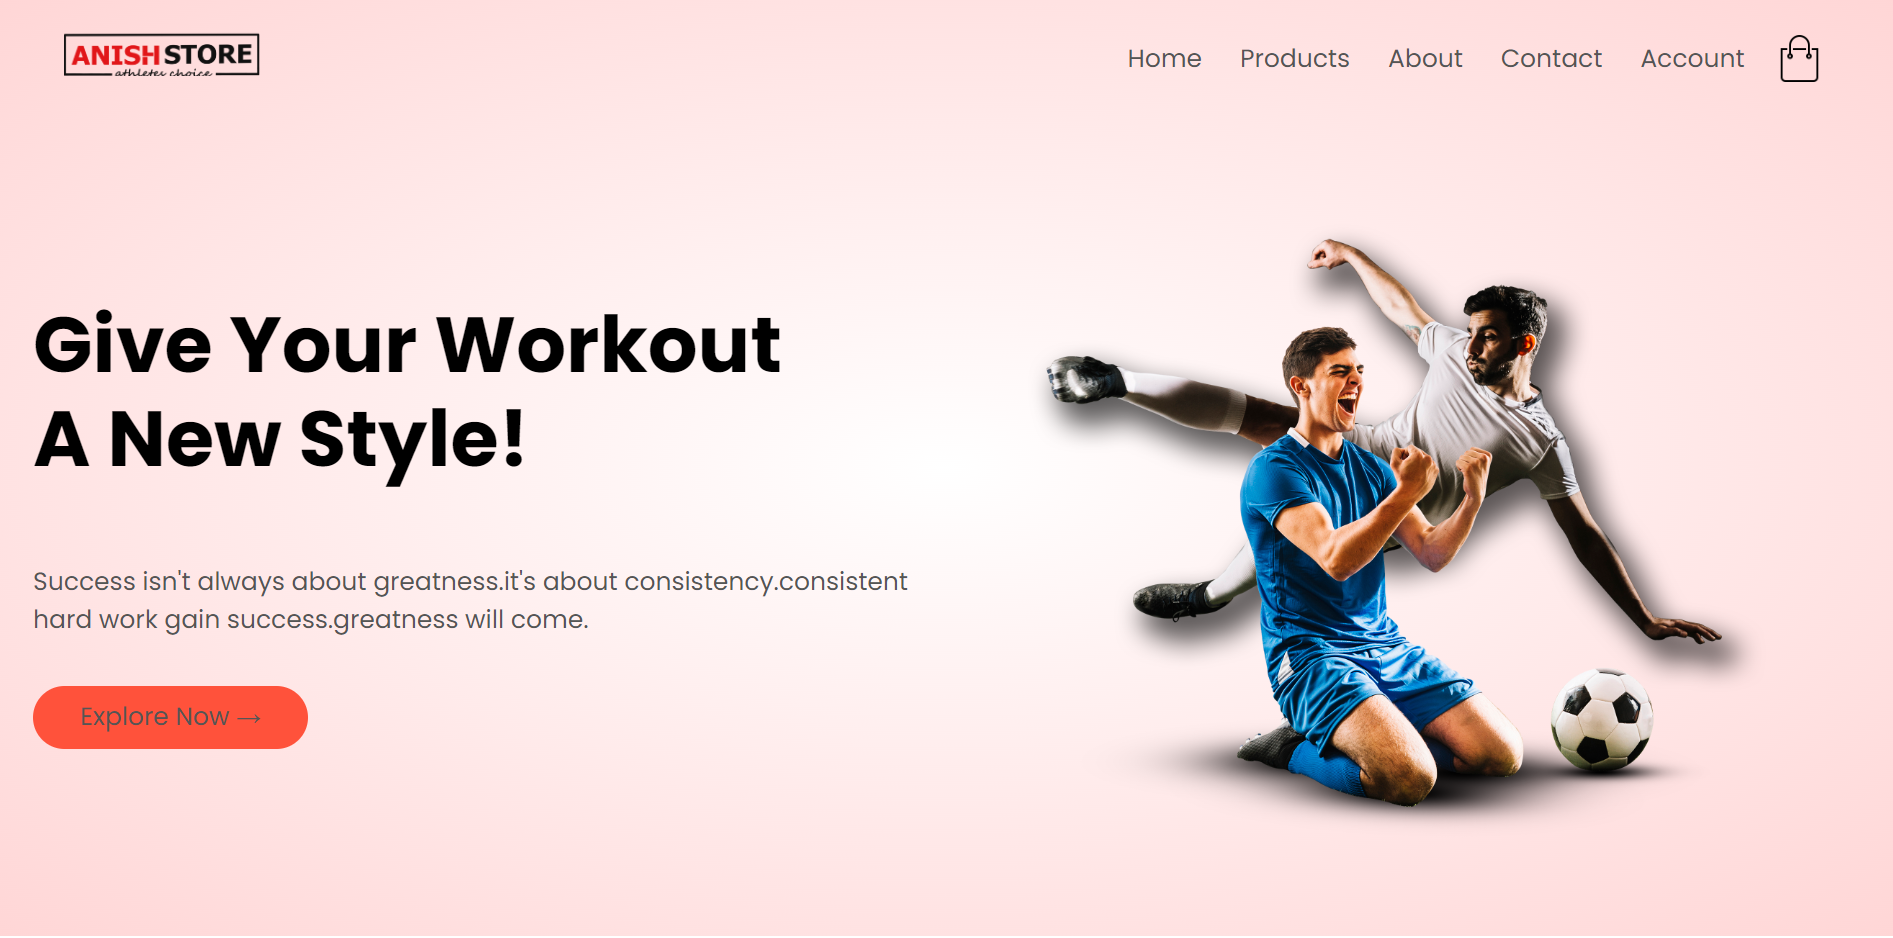 ANISH STORE
athletes choice
Home Products About Contact Account
Give Your Workout
A New Style!
Success isn't always about greatness.it's about consistency.consistent
hard work gain success.greatness will come.
Explore Now →